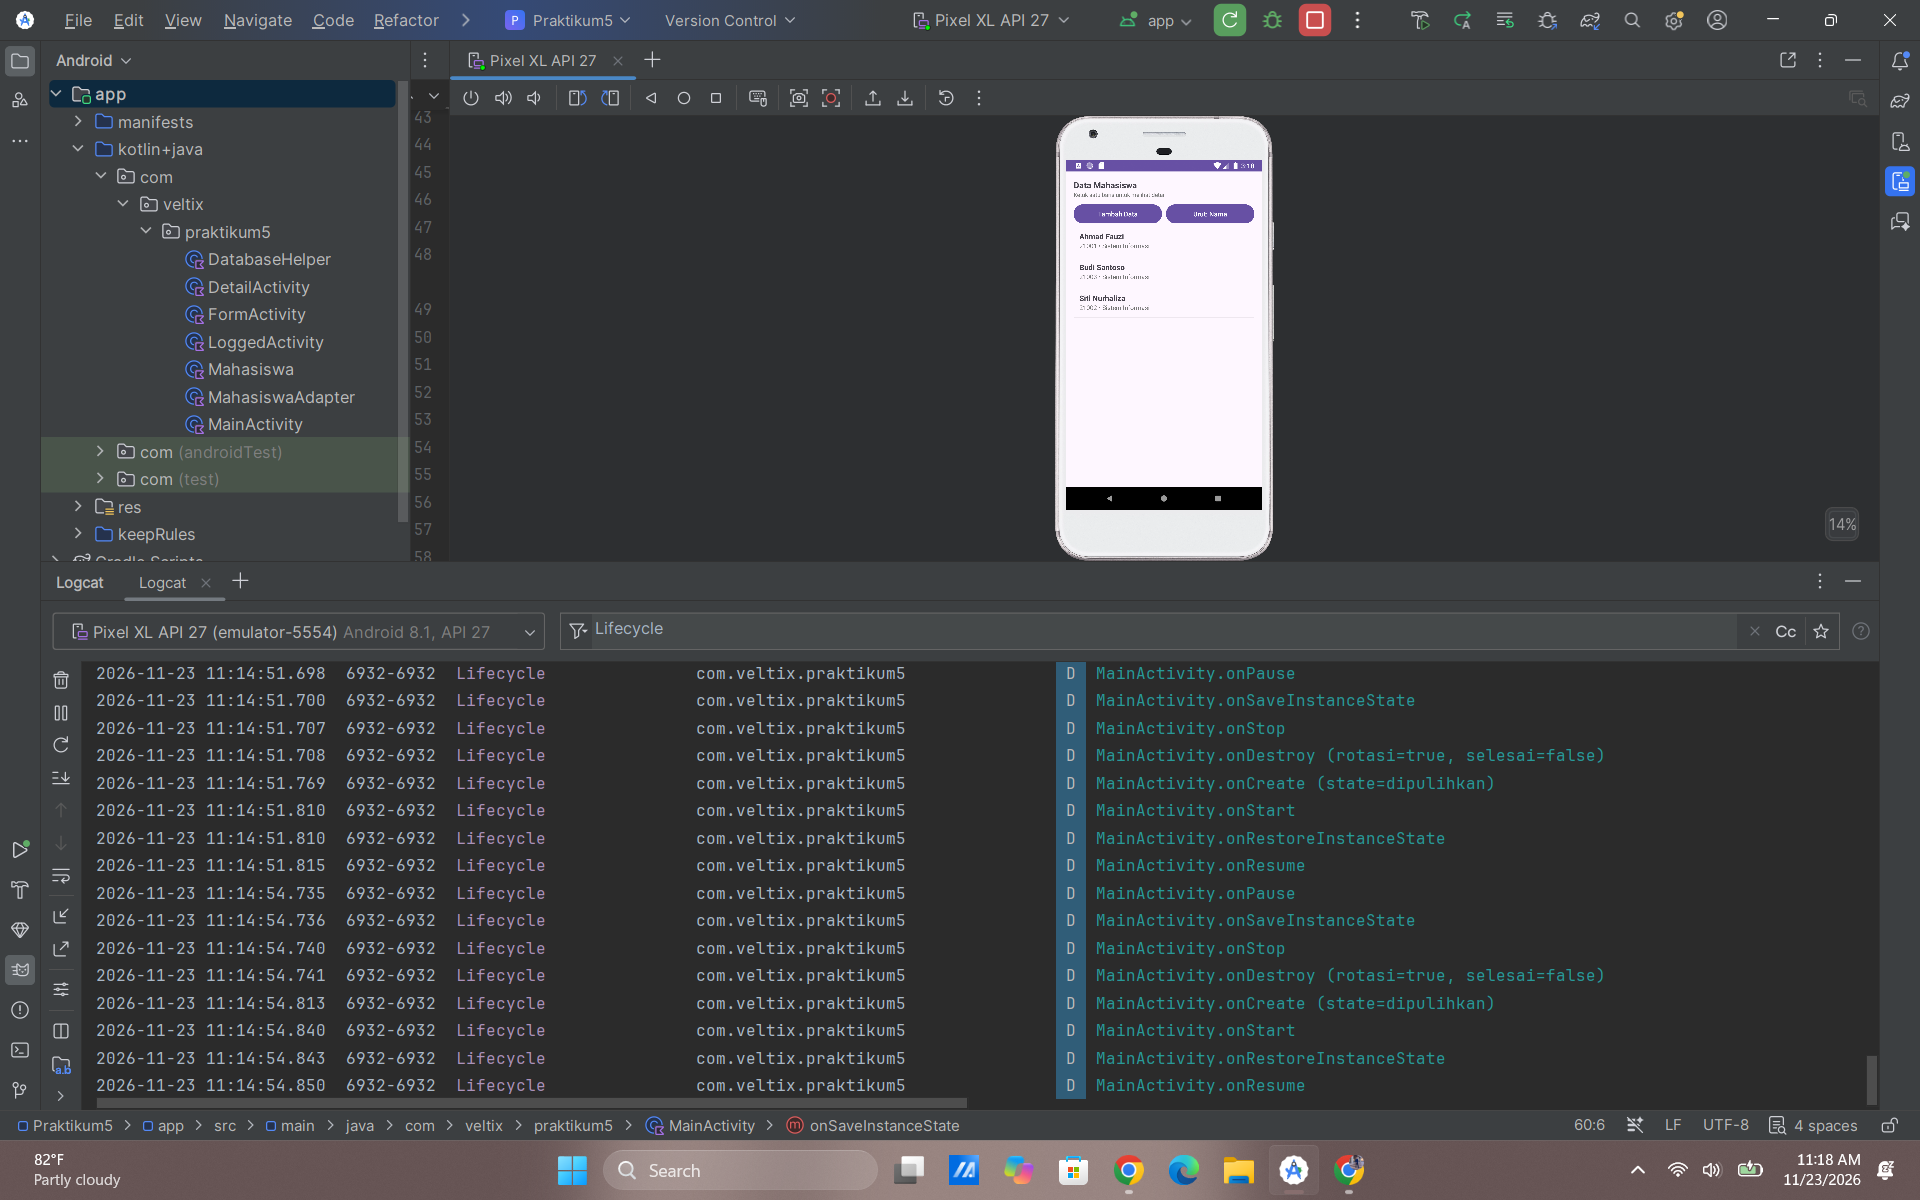 File Edit View Navigate Code Refactor Praktikum5 Version Control Pixel XL API 27 app
Android
Pixel XL API 27
app
manifests
kotlin+java
com
veltix
praktikum5
DatabaseHelper
DetailActivity
FormActivity
LoggedActivity
Mahasiswa
MahasiswaAdapter
MainActivity
com (androidTest)
com (test)
res
keepRules
Gradle Scripts
43
44
45
46
47
48
49
50
51
52
53
54
55
56
57
58
3:18
Data Mahasiswa
Tambah Data Urut: Nama
Ahmad Fauzi
21001 • Sistem Informasi
Budi Santoso
21003 • Sistem Informasi
Siti Nurhaliza
21002 • Sistem Informasi
14%
Logcat Logcat
Pixel XL API 27 (emulator-5554) Android 8.1, API 27 Lifecycle Cc
2026-11-23 11:14:51.698 6932-6932 Lifecycle com.veltix.praktikum5 D MainActivity.onPause
2026-11-23 11:14:51.700 6932-6932 Lifecycle com.veltix.praktikum5 D MainActivity.onSaveInstanceState
2026-11-23 11:14:51.707 6932-6932 Lifecycle com.veltix.praktikum5 D MainActivity.onStop
2026-11-23 11:14:51.708 6932-6932 Lifecycle com.veltix.praktikum5 D MainActivity.onDestroy (rotasi=true, selesai=false)
2026-11-23 11:14:51.769 6932-6932 Lifecycle com.veltix.praktikum5 D MainActivity.onCreate (state=dipulihkan)
2026-11-23 11:14:51.810 6932-6932 Lifecycle com.veltix.praktikum5 D MainActivity.onStart
2026-11-23 11:14:51.810 6932-6932 Lifecycle com.veltix.praktikum5 D MainActivity.onRestoreInstanceState
2026-11-23 11:14:51.815 6932-6932 Lifecycle com.veltix.praktikum5 D MainActivity.onResume
2026-11-23 11:14:54.735 6932-6932 Lifecycle com.veltix.praktikum5 D MainActivity.onPause
2026-11-23 11:14:54.736 6932-6932 Lifecycle com.veltix.praktikum5 D MainActivity.onSaveInstanceState
2026-11-23 11:14:54.740 6932-6932 Lifecycle com.veltix.praktikum5 D MainActivity.onStop
2026-11-23 11:14:54.741 6932-6932 Lifecycle com.veltix.praktikum5 D MainActivity.onDestroy (rotasi=true, selesai=false)
2026-11-23 11:14:54.813 6932-6932 Lifecycle com.veltix.praktikum5 D MainActivity.onCreate (state=dipulihkan)
2026-11-23 11:14:54.840 6932-6932 Lifecycle com.veltix.praktikum5 D MainActivity.onStart
2026-11-23 11:14:54.843 6932-6932 Lifecycle com.veltix.praktikum5 D MainActivity.onRestoreInstanceState
2026-11-23 11:14:54.850 6932-6932 Lifecycle com.veltix.praktikum5 D MainActivity.onResume
Praktikum5 > app > src > main > java > com > veltix > praktikum5 > MainActivity > onSaveInstanceState 60:6 LF UTF-8 4 spaces
82°F
Partly cloudy
Search
11:18 AM
11/23/2026